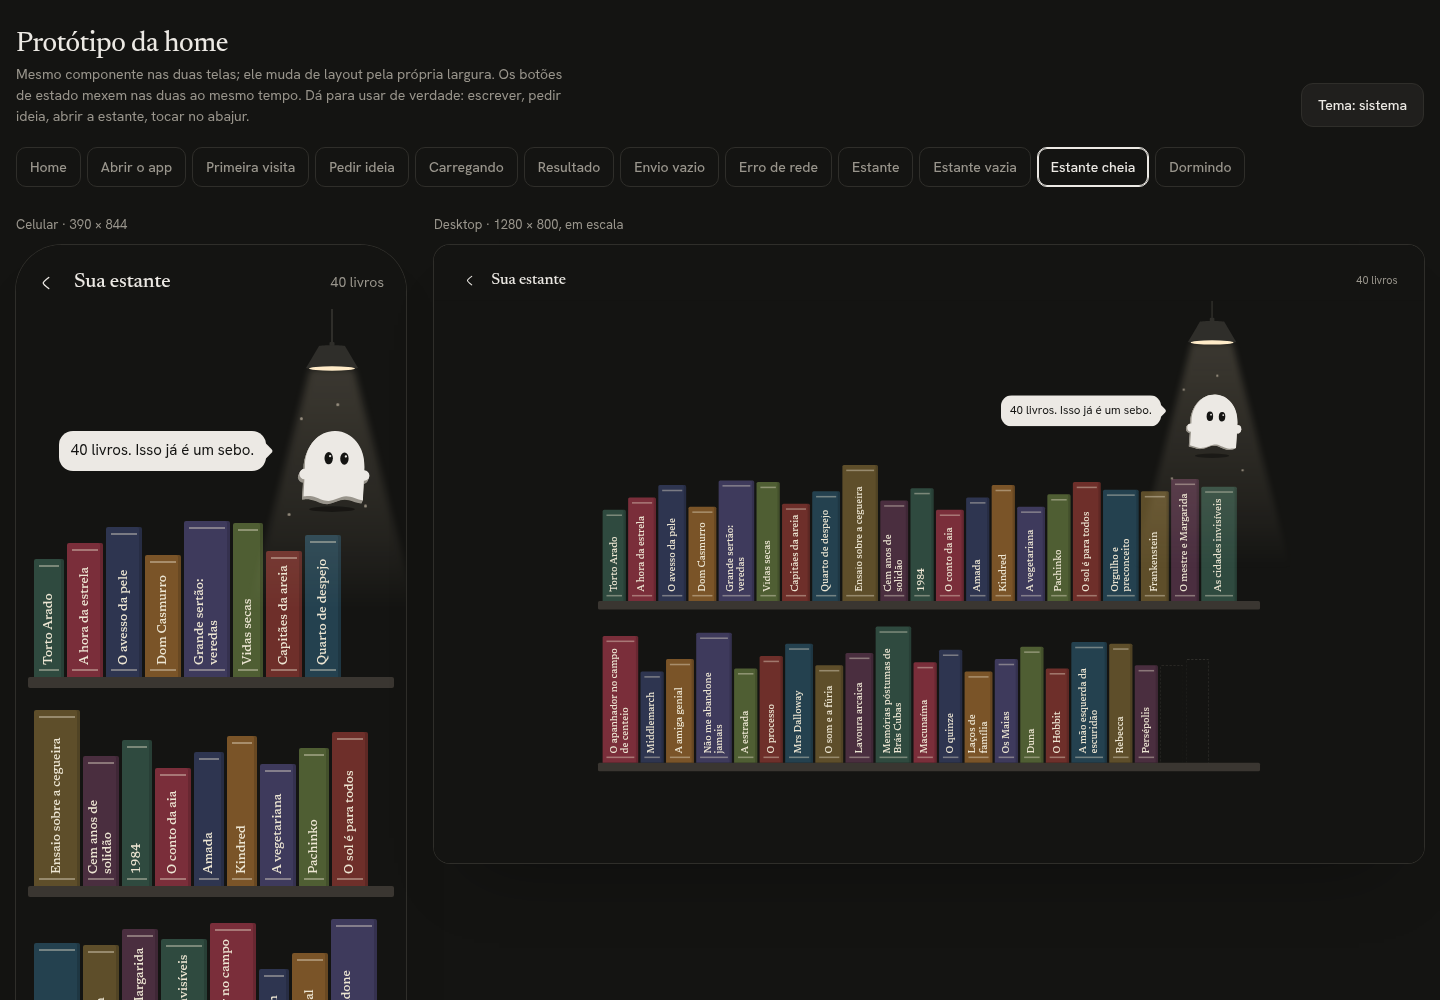 Protótipo da home
Mesmo componente nas duas telas; ele muda de layout pela própria largura. Os botões
de estado mexem nas duas ao mesmo tempo. Dá para usar de verdade: escrever, pedir
ideia, abrir a estante, tocar no abajur.
Tema: sistema
Home
Abrir o app
Primeira visita
Pedir ideia
Carregando
Resultado
Envio vazio
Erro de rede
Estante
Estante vazia
Estante cheia
Dormindo
Celular · 390 × 844
Sua estante
40 livros
40 livros. Isso já é um sebo.
Torto Arado
A hora da estrela
O avesso da pele
Dom Casmurro
Grande sertão:
veredas
Vidas secas
Capitães da areia
Quarto de despejo
Ensaio sobre a cegueira
Cem anos de
solidão
1984
O conto da aia
Amada
Kindred
A vegetariana
Pachinko
O sol é para todos
Desktop · 1280 × 800, em escala
Sua estante
40 livros
40 livros. Isso já é um sebo.
Torto Arado
A hora da estrela
O avesso da pele
Dom Casmurro
Grande sertão:
veredas
Vidas secas
Capitães da areia
Quarto de despejo
Ensaio sobre a cegueira
Cem anos de
solidão
1984
O conto da aia
Amada
Kindred
A vegetariana
Pachinko
O sol é para todos
Orgulho e
preconceito
Frankenstein
O mestre e Margarida
As cidades invisíveis
O apanhador no campo
de centeio
Middlemarch
A amiga genial
Não me abandone
jamais
A estrada
O processo
Mrs Dalloway
O som e a fúria
Lavoura arcaica
Memórias póstumas de
Brás Cubas
Macunaíma
O quinze
Laços de
família
Os Maias
Duna
O Hobbit
A mão esquerda da
escuridão
Rebecca
Persépolis